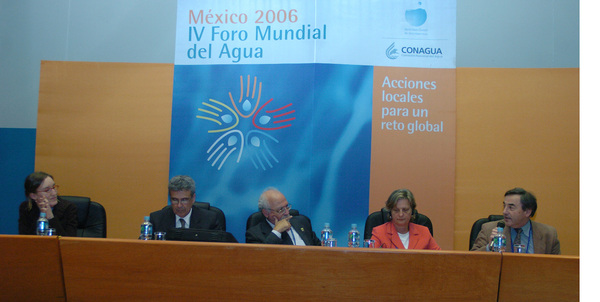 México 2006
IV Foro Mundial
del Agua
CONAGUA
Acciones
locales
para un
reto global